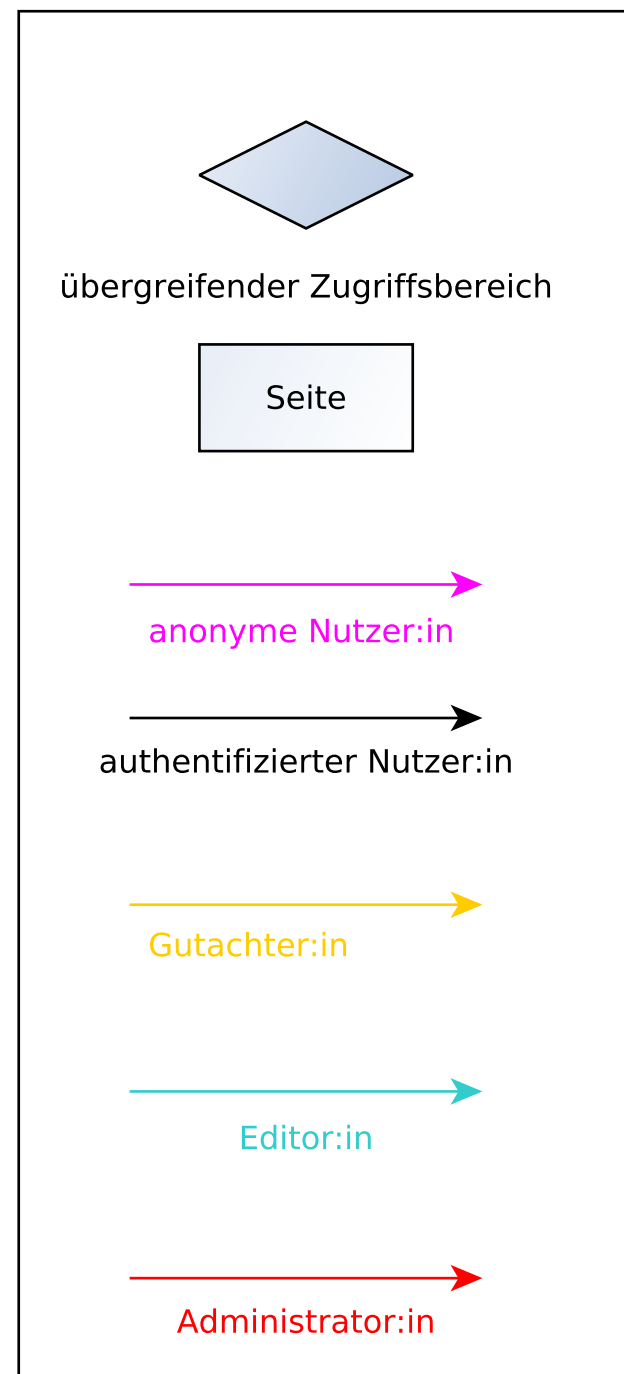 übergreifender Zugriffsbereich
Seite
anonyme Nutzer:in
authentifizierter Nutzer:in
Gutachter:in
Editor:in
Administrator:in